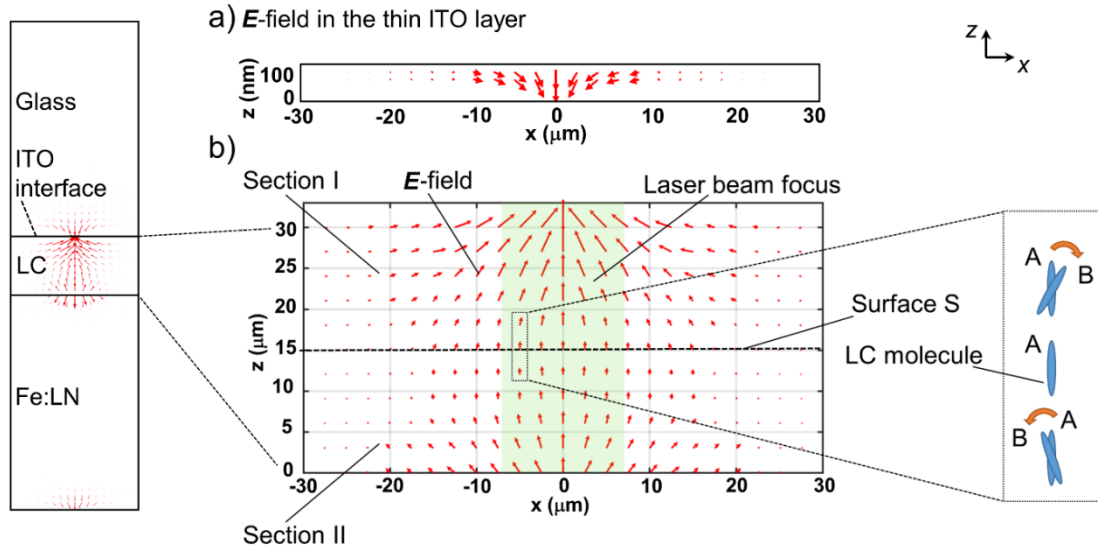 a) E-field in the thin ITO layer
z
x
Glass
ITO
interface
LC
Fe:LN
z (nm)
100
0
-30 -20 -10 0 10 20 30
x (μm)
b)
Section I
E-field
Laser beam focus
z (μm)
30
25
20
15
10
5
0
-30 -20 -10 0 10 20 30
x (μm)
Section II
Surface S
LC molecule
A
B
A
B A